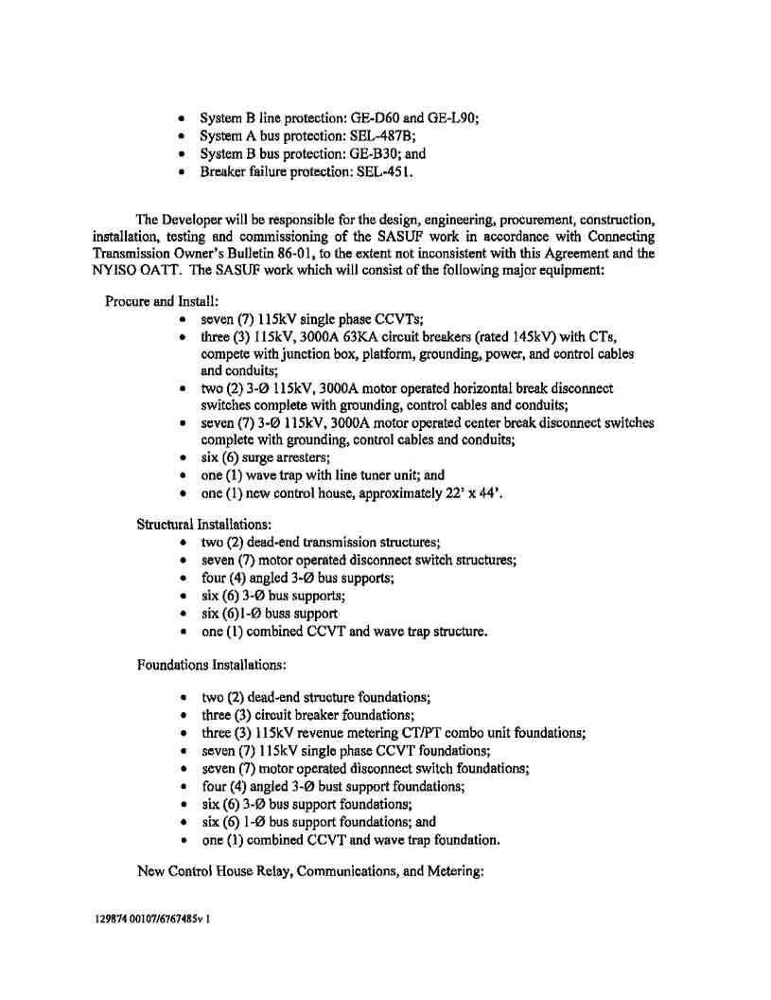 • System B line protection: GE-D60 and GE-L90;
• System A bus protection: SEL-487B;
• System B bus protection: GE-B30; and
• Breaker failure protection: SEL-451.
The Developer will be responsible for the design, engineering, procurement, construction,
installation, testing and commissioning of the SASUF work in accordance with Connecting
Transmission Owner's Bulletin 86-01, to the extent not inconsistent with this Agreement and the
NYISO OATT. The SASUF work which will consist of the following major equipment:
Procure and Install:
• seven (7) 115kV single phase CCVTs;
• three (3) 115kV, 3000A 63KA circuit breakers (rated 145kV) with CTs,
compete with junction box, platform, grounding, power, and control cables
and conduits;
• two (2) 3-Ø 115kV, 3000A motor operated horizontal break disconnect
switches complete with grounding, control cables and conduits;
• seven (7) 3-Ø 115kV, 3000A motor operated center break disconnect switches
complete with grounding, control cables and conduits;
• six (6) surge arresters;
• one (1) wave trap with line tuner unit; and
• one (1) new control house, approximately 22' x 44'.
Structural Installations:
• two (2) dead-end transmission structures;
• seven (7) motor operated disconnect switch structures;
• four (4) angled 3-Ø bus supports;
• six (6) 3-Ø bus supports;
• six (6)1-Ø buss support
• one (1) combined CCVT and wave trap structure.
Foundations Installations:
• two (2) dead-end structure foundations;
• three (3) circuit breaker foundations;
• three (3) 115kV revenue metering CT/PT combo unit foundations;
• seven (7) 115kV single phase CCVT foundations;
• seven (7) motor operated disconnect switch foundations;
• four (4) angled 3-Ø bust support foundations;
• six (6) 3-Ø bus support foundations;
• six (6) 1-Ø bus support foundations; and
• one (1) combined CCVT and wave trap foundation.
New Control House Relay, Communications, and Metering:
129874 00107/6767485v 1